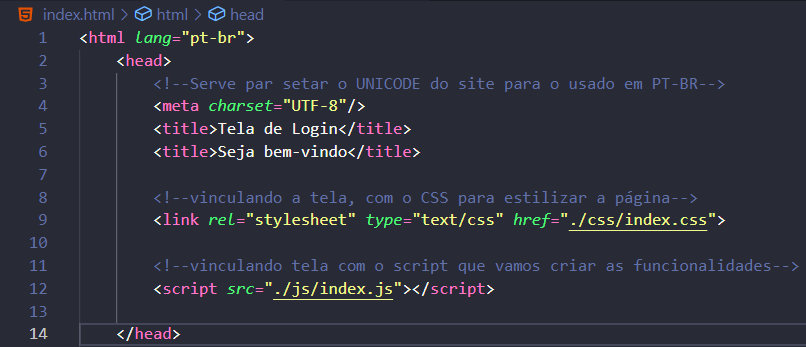 index.html > html > head
1 <html lang="pt-br">
2 <head>
3 <!--Serve par setar o UNICODE do site para o usado em PT-BR-->
4 <meta charset="UTF-8"/>
5 <title>Tela de Login</title>
6 <title>Seja bem-vindo</title>
7
8 <!--vinculando a tela, com o CSS para estilizar a página-->
9 <link rel="stylesheet" type="text/css" href="./css/index.css">
10
11 <!--vinculando tela com o script que vamos criar as funcionalidades-->
12 <script src="./js/index.js"></script>
13
14 </head>